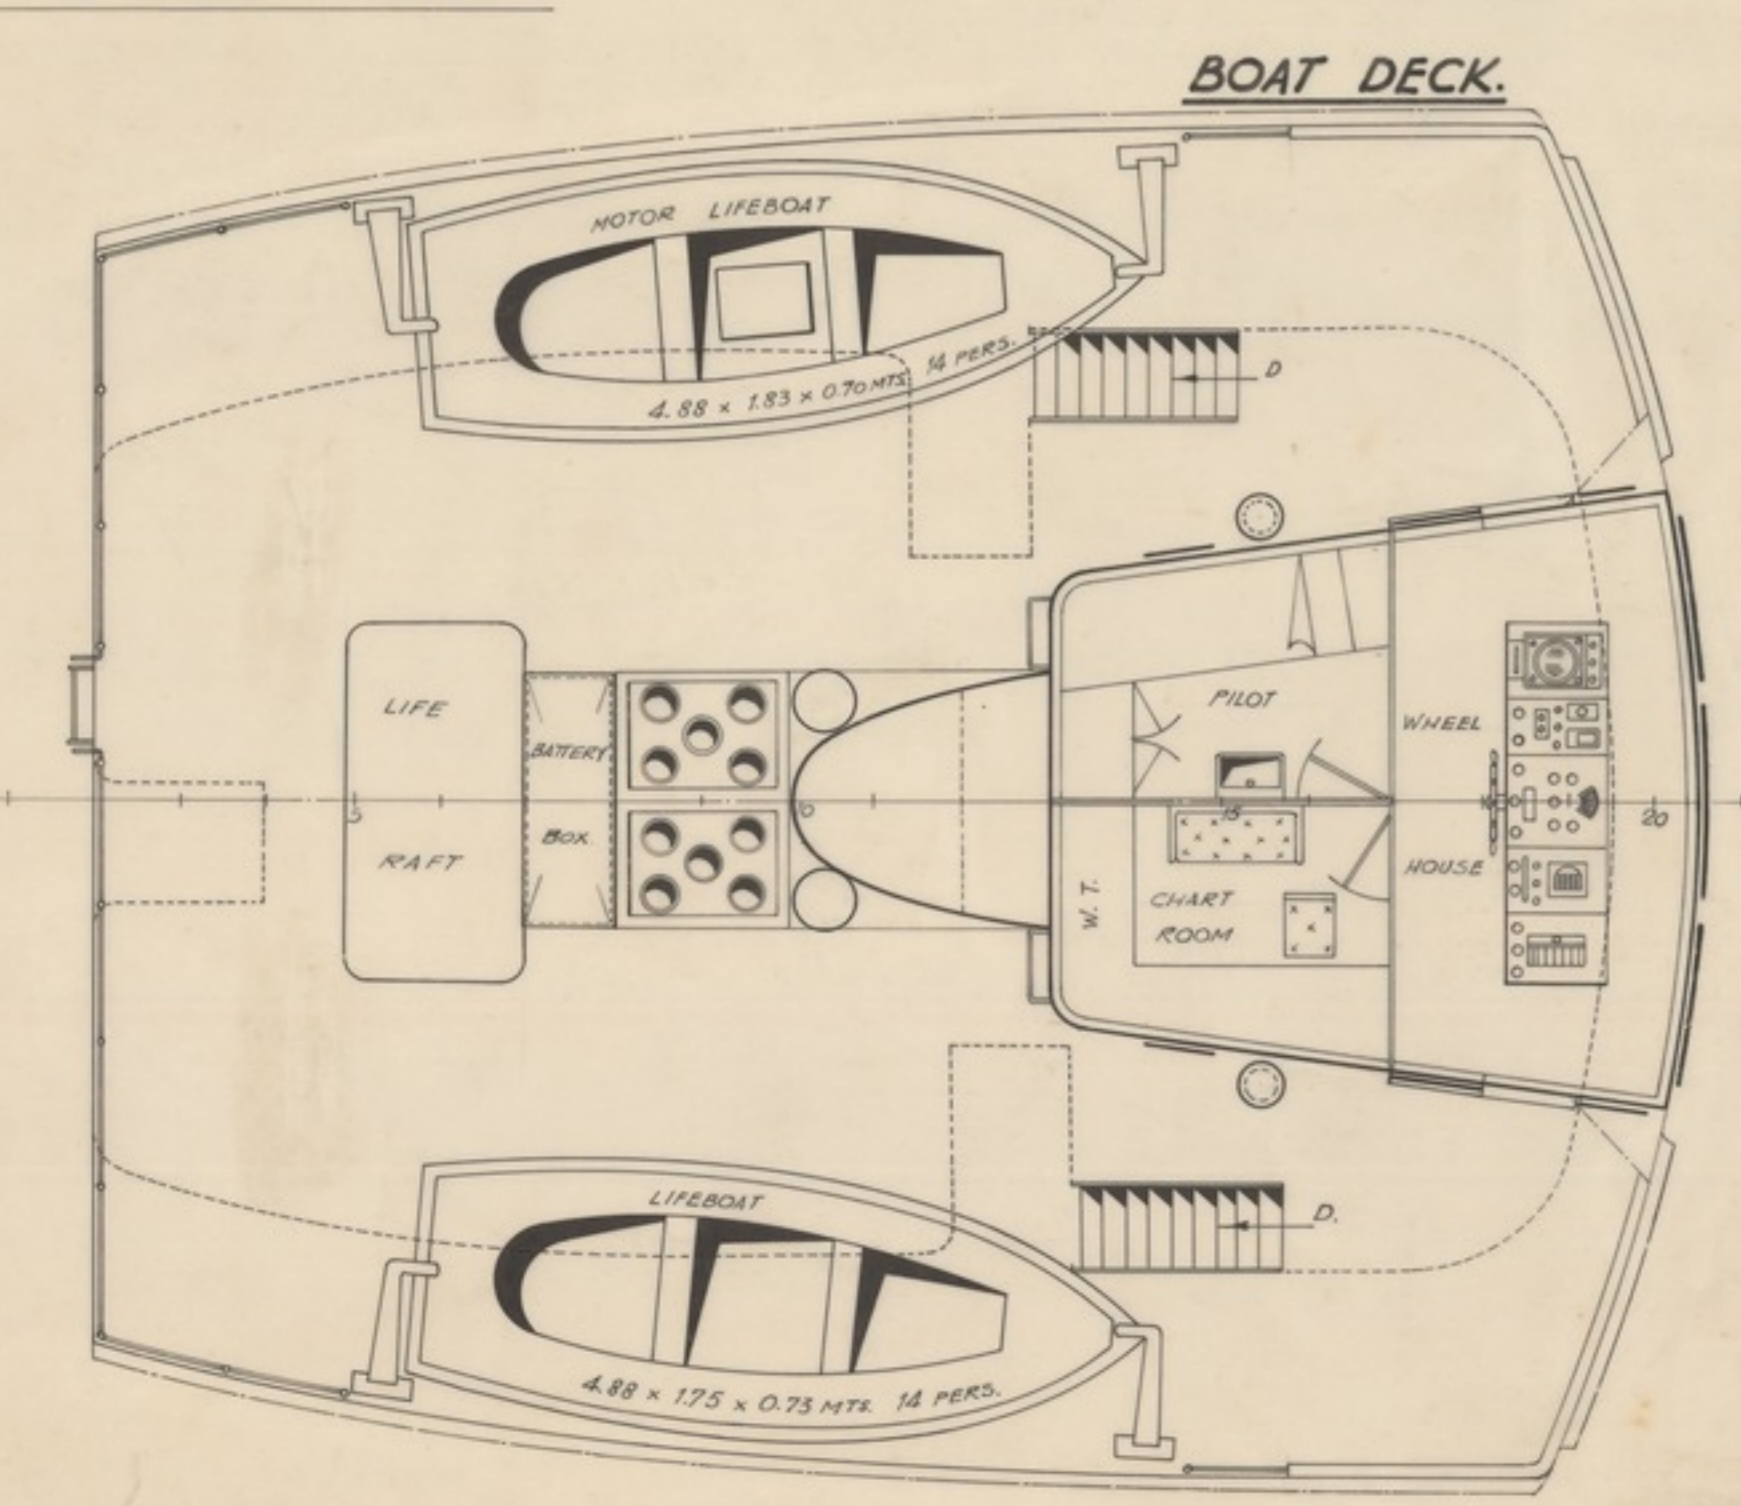 BOAT DECK.
MOTOR LIFEBOAT
4.88 x 1.83 x 0.70 MTS. 14 PERS.
D
LIFE
RAFT
BATTERY
BOX
PILOT
CHART
ROOM
W.T.
WHEEL
HOUSE
5
10
15
20
D.
LIFEBOAT
4.88 x 1.75 x 0.73 MTS. 14 PERS.